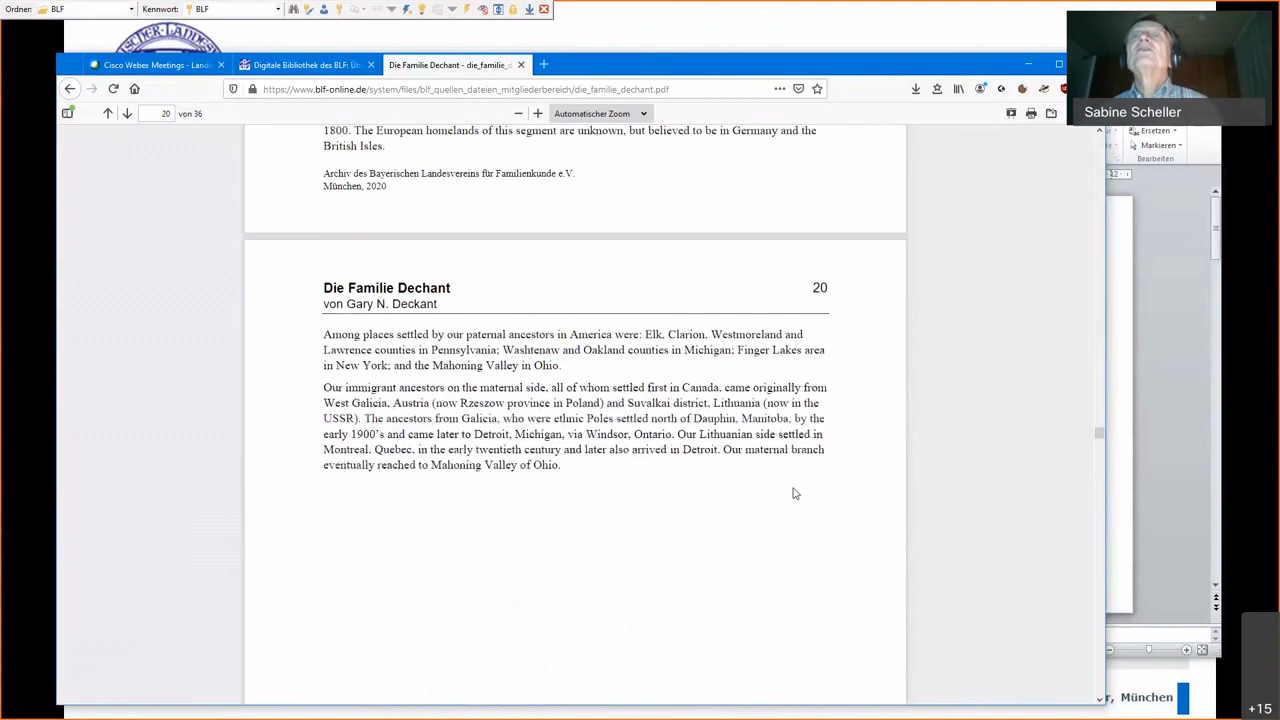 Ordner: BLF Kennwort: BLF
SCHER-LANDES
Cisco Webex Meetings - Landi
Digitale Bibliothek des BLF: Üb
Die Familie Dechant - die_familie_d
https://www.blf-online.de/system/files/blf_quellen_dateien_mitgliederbereich/die_familie_dechant.pdf
20 von 36
Automatischer Zoom
Sabine Scheller
Ersetzen
Markieren
Bearbeiten
12
1800. The European homelands of this segment are unknown, but believed to be in Germany and the
British Isles.
Archiv des Bayerischen Landesvereins für Familienkunde e.V.
München, 2020
Die Familie Dechant 20
von Gary N. Deckant
Among places settled by our paternal ancestors in America were: Elk, Clarion, Westmoreland and
Lawrence counties in Pennsylvania; Washtenaw and Oakland counties in Michigan; Finger Lakes area
in New York; and the Mahoning Valley in Ohio.
Our immigrant ancestors on the maternal side, all of whom settled first in Canada, came originally from
West Galicia, Austria (now Rzeszow province in Poland) and Suvalkai district, Lithuania (now in the
USSR). The ancestors from Galicia, who were ethnic Poles settled north of Dauphin, Manitoba, by the
early 1900's and came later to Detroit, Michigan, via Windsor, Ontario. Our Lithuanian side settled in
Montreal, Quebec, in the early twentieth century and later also arrived in Detroit. Our maternal branch
eventually reached to Mahoning Valley of Ohio.
r, München
+15